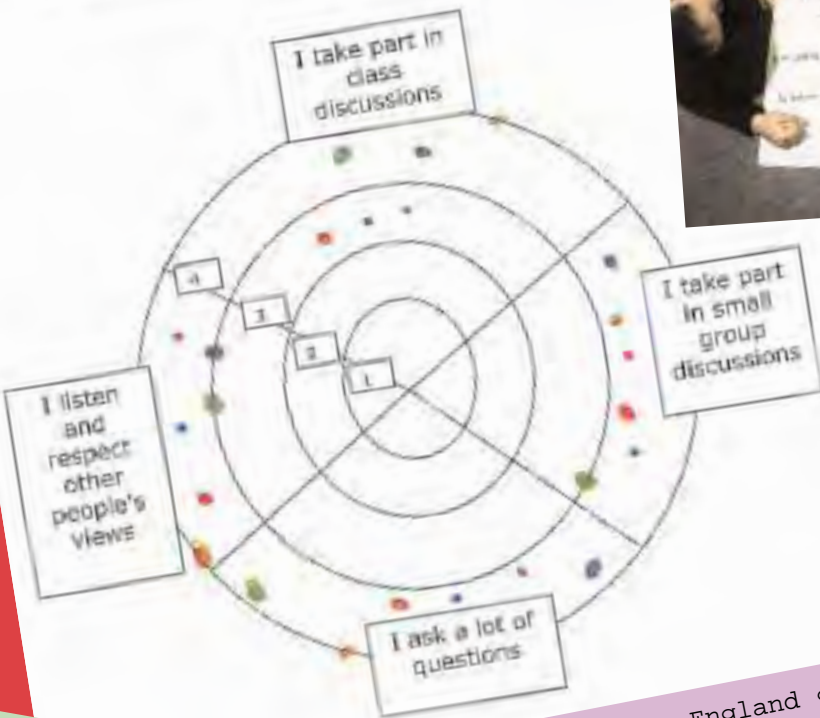 I take part in
class
discussions
I take part
in small
group
discussions
4
3
2
1
I listen
and
respect
other
people's
views
I ask a lot of
questions
England